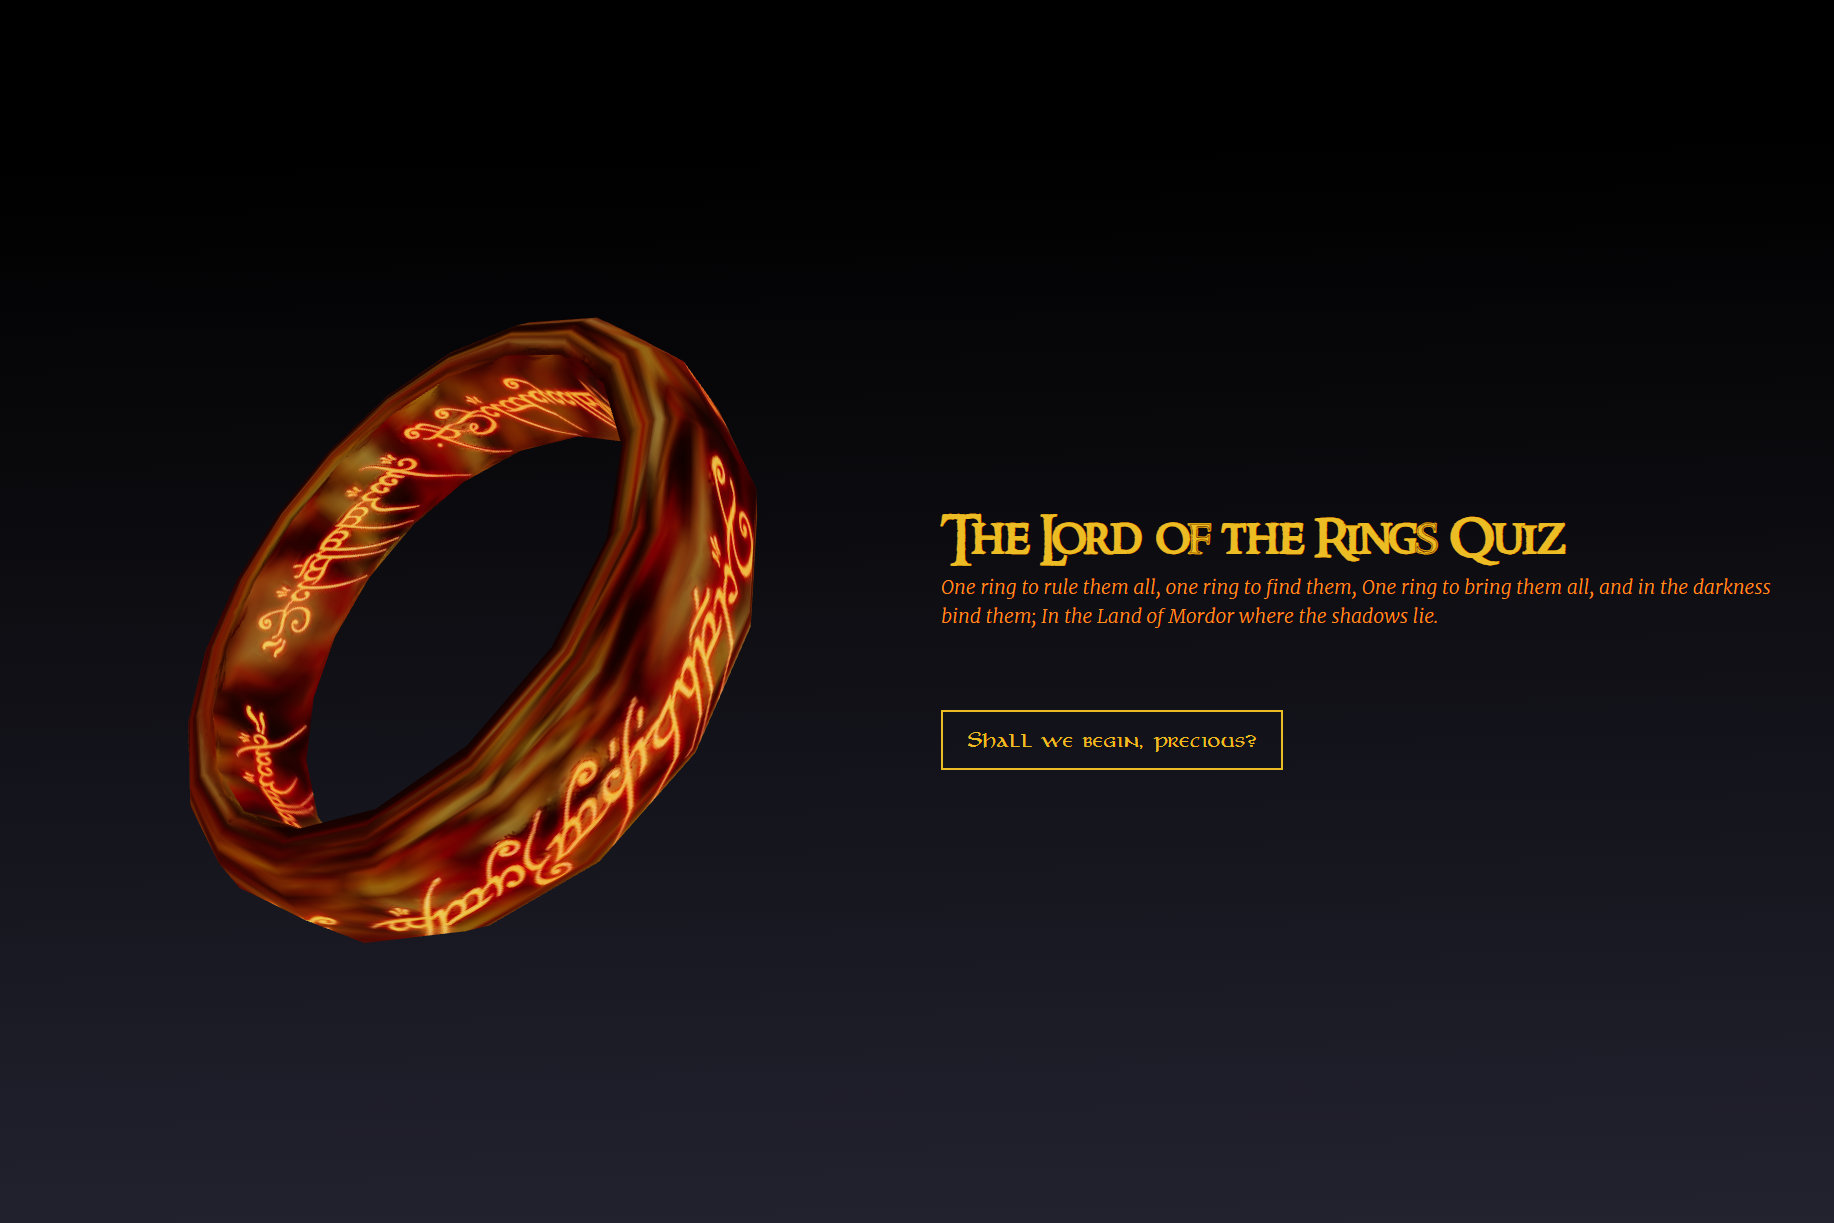 The Lord of the Rings Quiz
One ring to rule them all, one ring to find them, One ring to bring them all, and in the darkness
bind them; In the Land of Mordor where the shadows lie.
Shall we begin, precious?